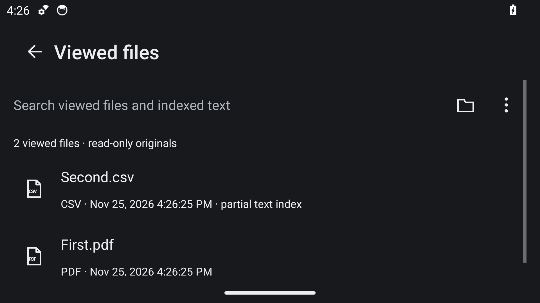 4:26
Viewed files
Search viewed files and indexed text
2 viewed files · read-only originals
Second.csv
CSV · Nov 25, 2026 4:26:25 PM · partial text index
First.pdf
PDF · Nov 25, 2026 4:26:25 PM